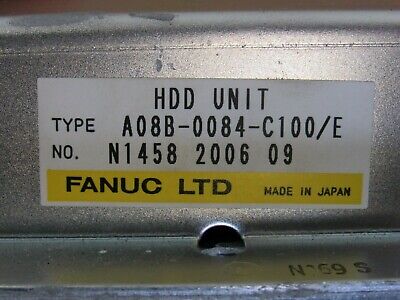 HDD UNIT
TYPE A08B-0084-C100/E
NO. N1458 2006 09
FANUC LTD MADE IN JAPAN